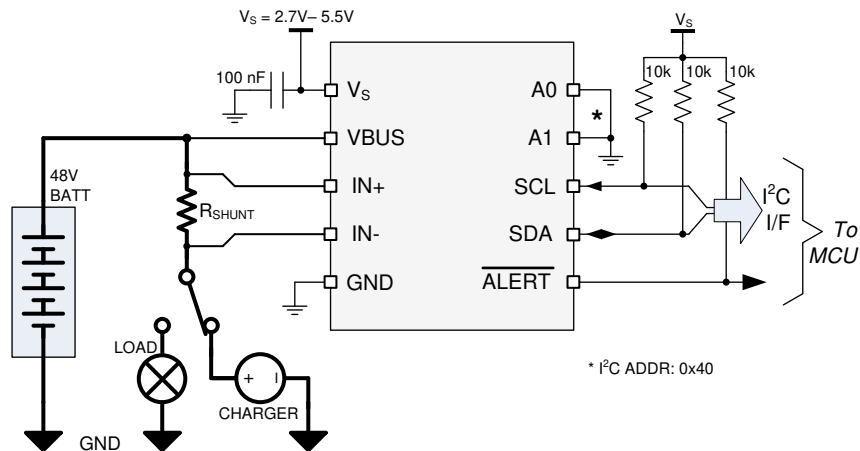 V_S = 2.7V– 5.5V
100 nF
V_S
VBUS
IN+
IN-
GND
A0
A1
SCL
SDA
ALERT
*
V_S
10k
10k
10k
I²C
I/F
To
MCU
48V
BATT
R_SHUNT
LOAD
+
I
CHARGER
GND
* I²C ADDR: 0x40